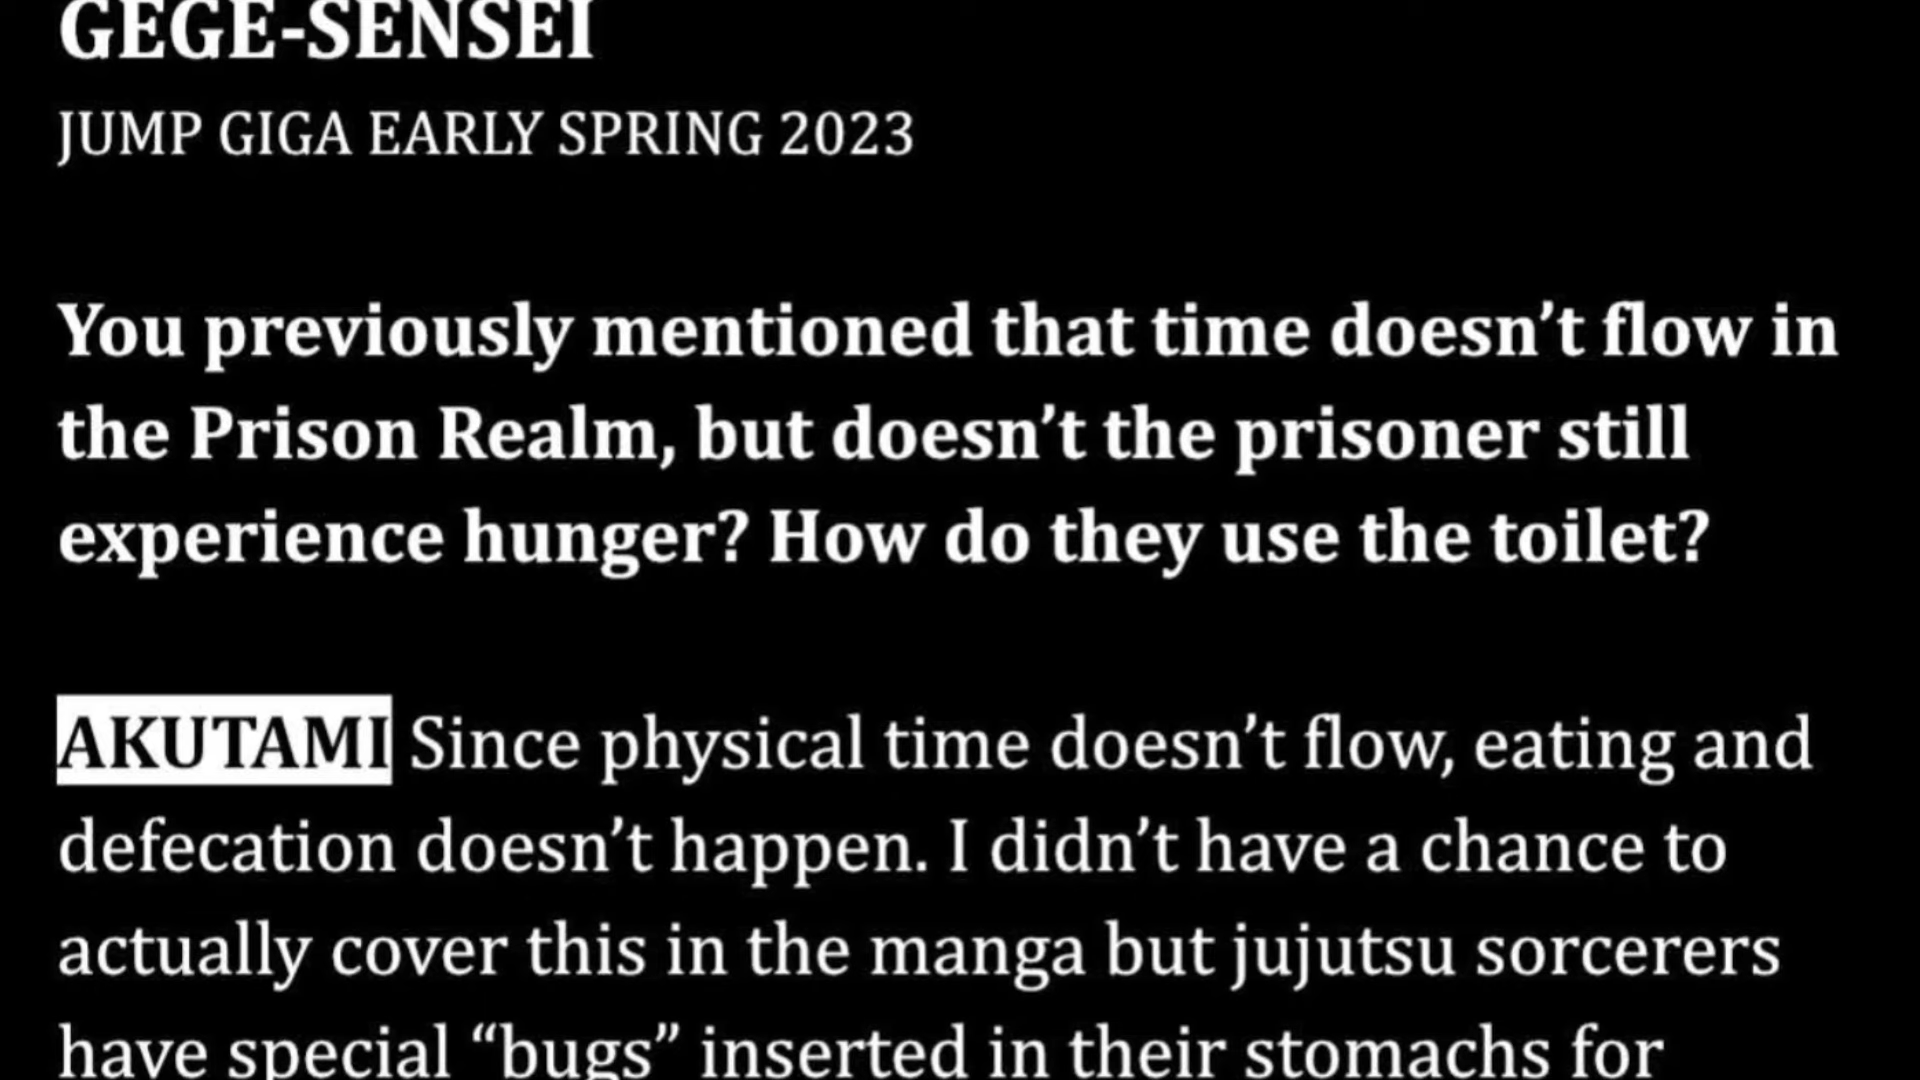 GEGE-SENSEI
JUMP GIGA EARLY SPRING 2023
You previously mentioned that time doesn’t flow in
the Prison Realm, but doesn’t the prisoner still
experience hunger? How do they use the toilet?
AKUTAMI Since physical time doesn’t flow, eating and
defecation doesn’t happen. I didn’t have a chance to
actually cover this in the manga but jujutsu sorcerers
have special “bugs” inserted in their stomachs for